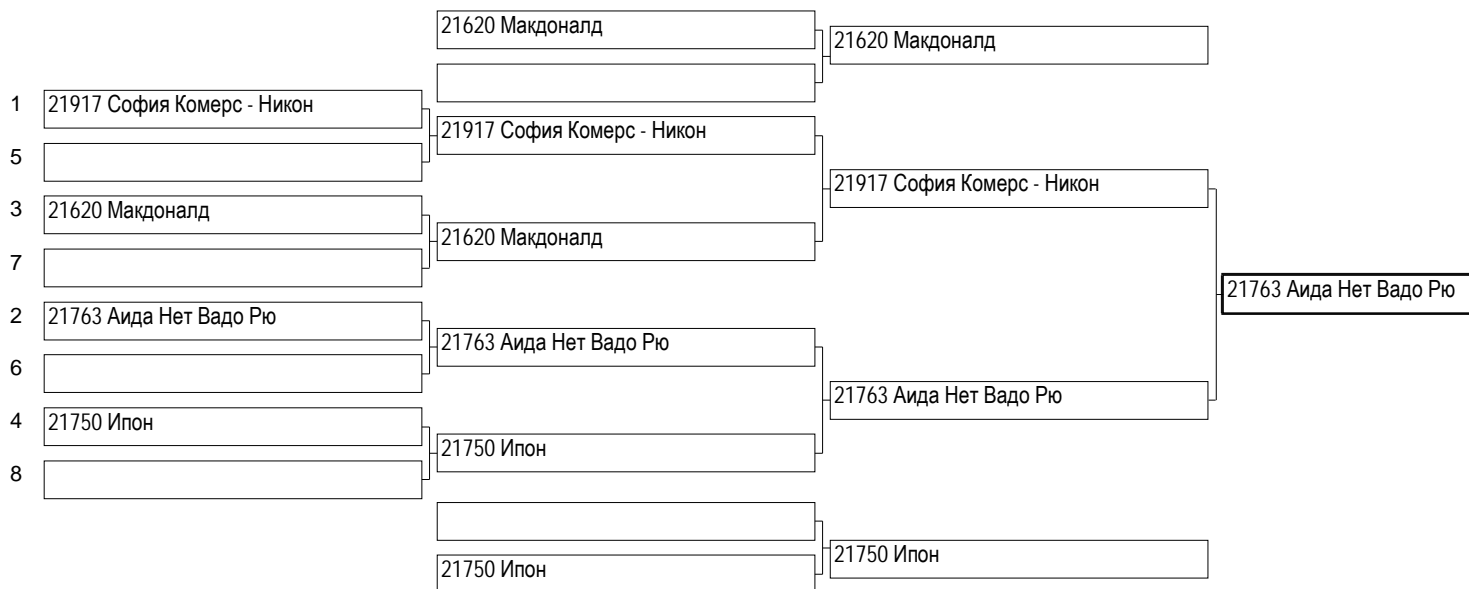 21620 Макдоналд
21620 Макдоналд
1 21917 София Комерс - Никон
21917 София Комерс - Никон
5
21917 София Комерс - Никон
3 21620 Макдоналд
21620 Макдоналд
7
21763 Аида Нет Вадо Рю
2 21763 Аида Нет Вадо Рю
21763 Аида Нет Вадо Рю
6
21763 Аида Нет Вадо Рю
4 21750 Ипон
21750 Ипон
8
21750 Ипон
21750 Ипон